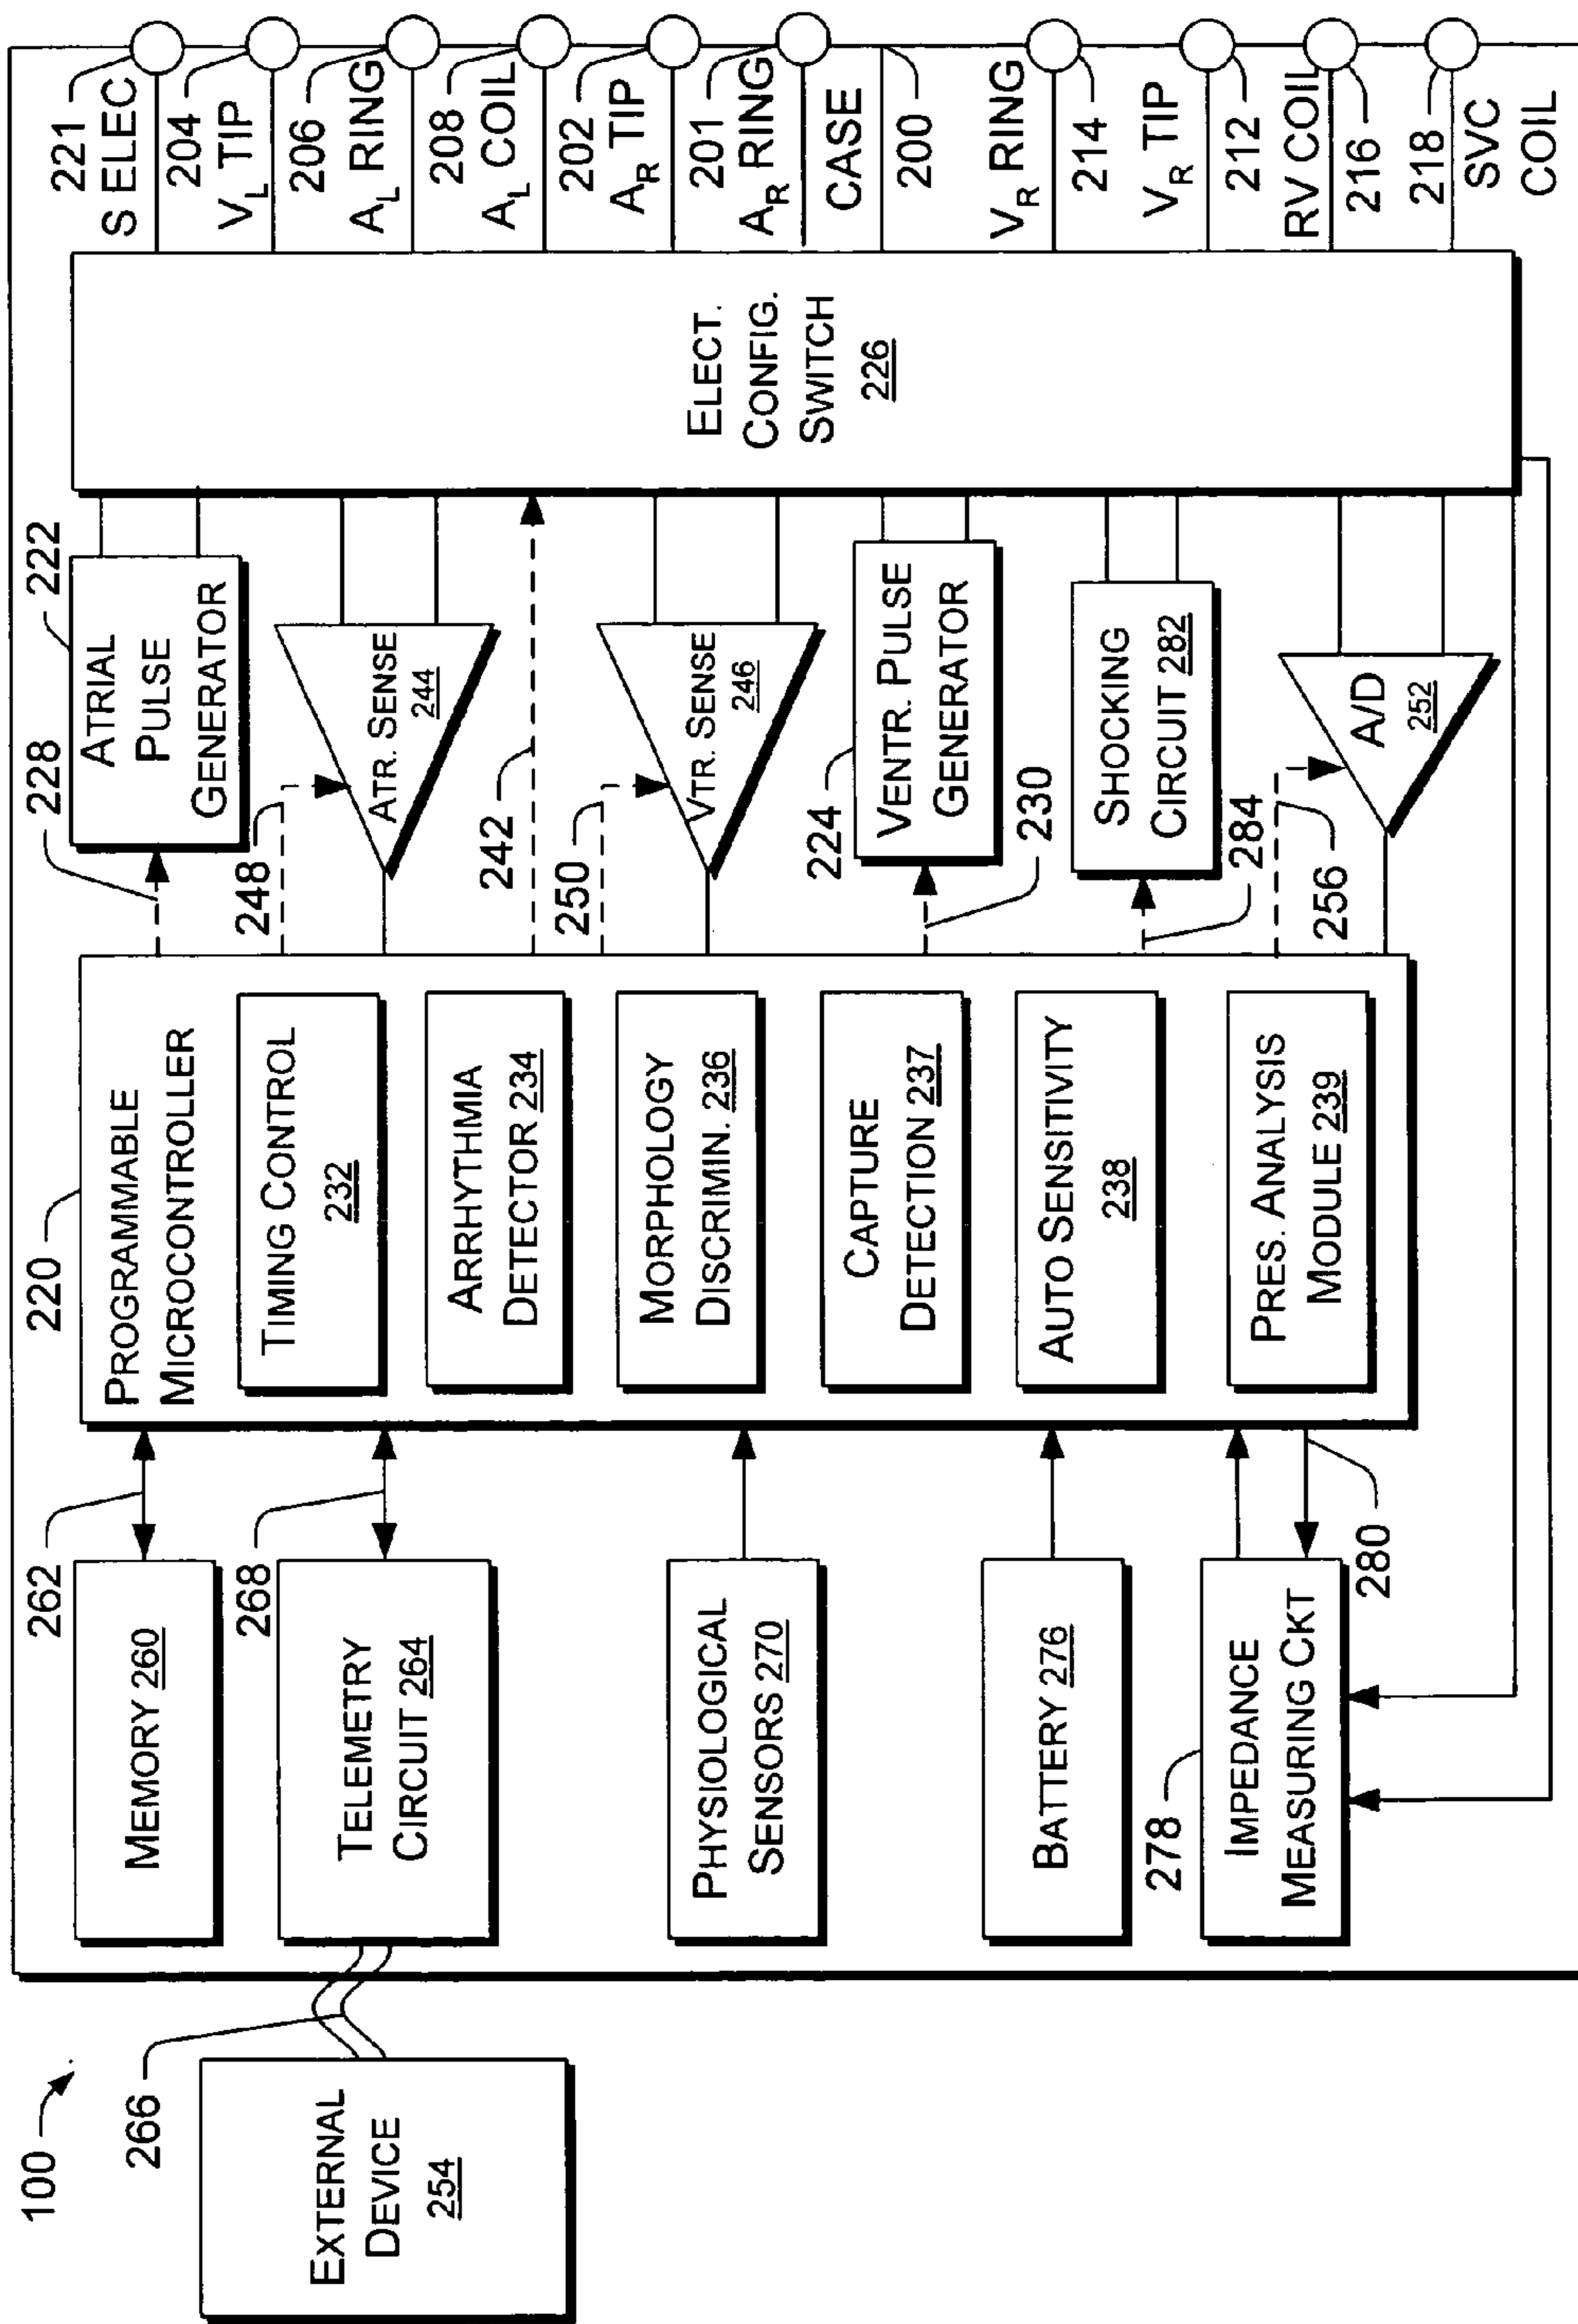 100
EXTERNAL
DEVICE
254
266
MEMORY 260
262
TELEMETRY
CIRCUIT 264
268
PHYSIOLOGICAL
SENSORS 270
BATTERY 276
278
IMPEDANCE
MEASURING CKT
280
220
PROGRAMMABLE
MICROCONTROLLER
TIMING CONTROL
232
ARRHYTHMIA
DETECTOR 234
MORPHOLOGY
DISCRIMIN. 236
CAPTURE
DETECTION 237
AUTO SENSITIVITY
238
PRES. ANALYSIS
MODULE 239
228
222
ATRIAL
PULSE
GENERATOR
248
ATR. SENSE
244
242
250
VTR. SENSE
246
224
VENTR. PULSE
GENERATOR
230
SHOCKING
CIRCUIT 282
284
256
A/D
252
ELECT.
CONFIG.
SWITCH
226
221
S ELEC
204
VL TIP
206
AL RING
208
AL COIL
202
AR TIP
201
AR RING
CASE
200
VR RING
214
VR TIP
212
RV COIL
216
218
SVC
COIL